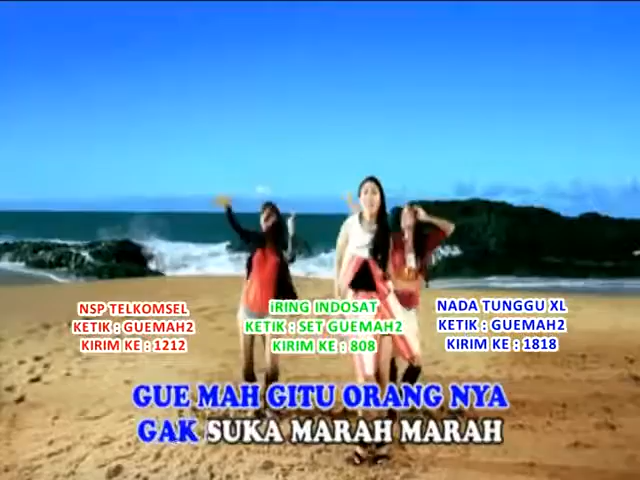 NSP TELKOMSEL
KETIK : GUEMAH2
KIRIM KE : 1212
iRING INDOSAT
KETIK : SET GUEMAH2
KIRIM KE : 808
NADA TUNGGU XL
KETIK : GUEMAH2
KIRIM KE : 1818
GUE MAH GITU ORANG NYA
GAK SUKA MARAH MARAH